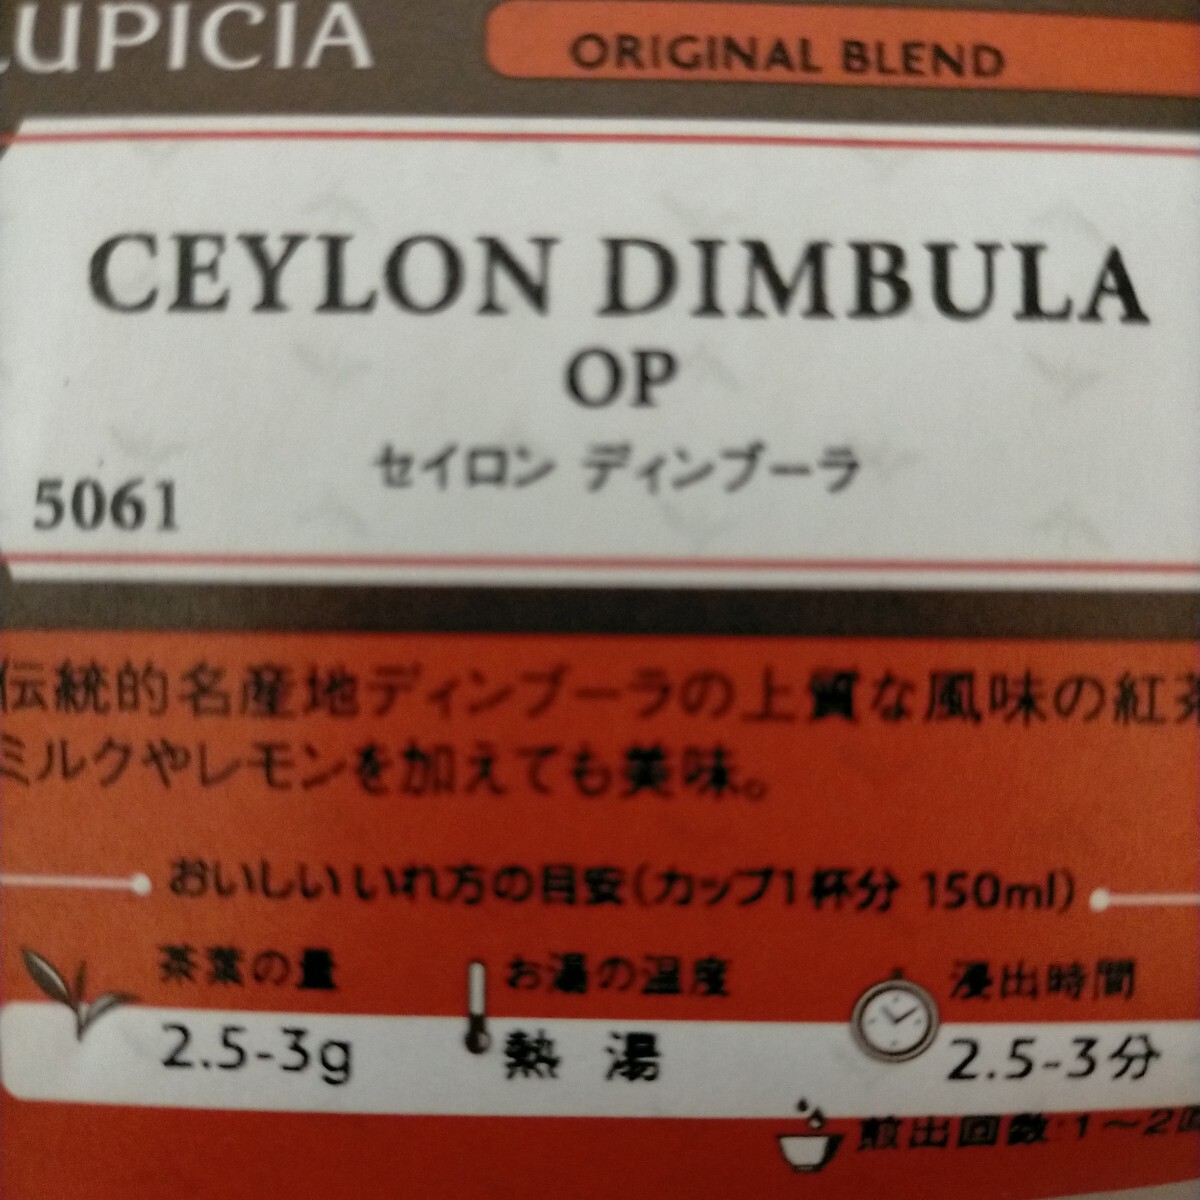 LUPICIA
ORIGINAL BLEND
CEYLON DIMBULA
OP
セイロン ディンブーラ
5061
伝統的名産地ディンブーラの上質な風味の紅茶
ミルクやレモンを加えても美味。
おいしいいれ方の目安(カップ1杯分 150ml)
茶葉の量
2.5-3g
お湯の温度
熱湯
浸出時間
2.5-3分
煎出回数:1〜2回